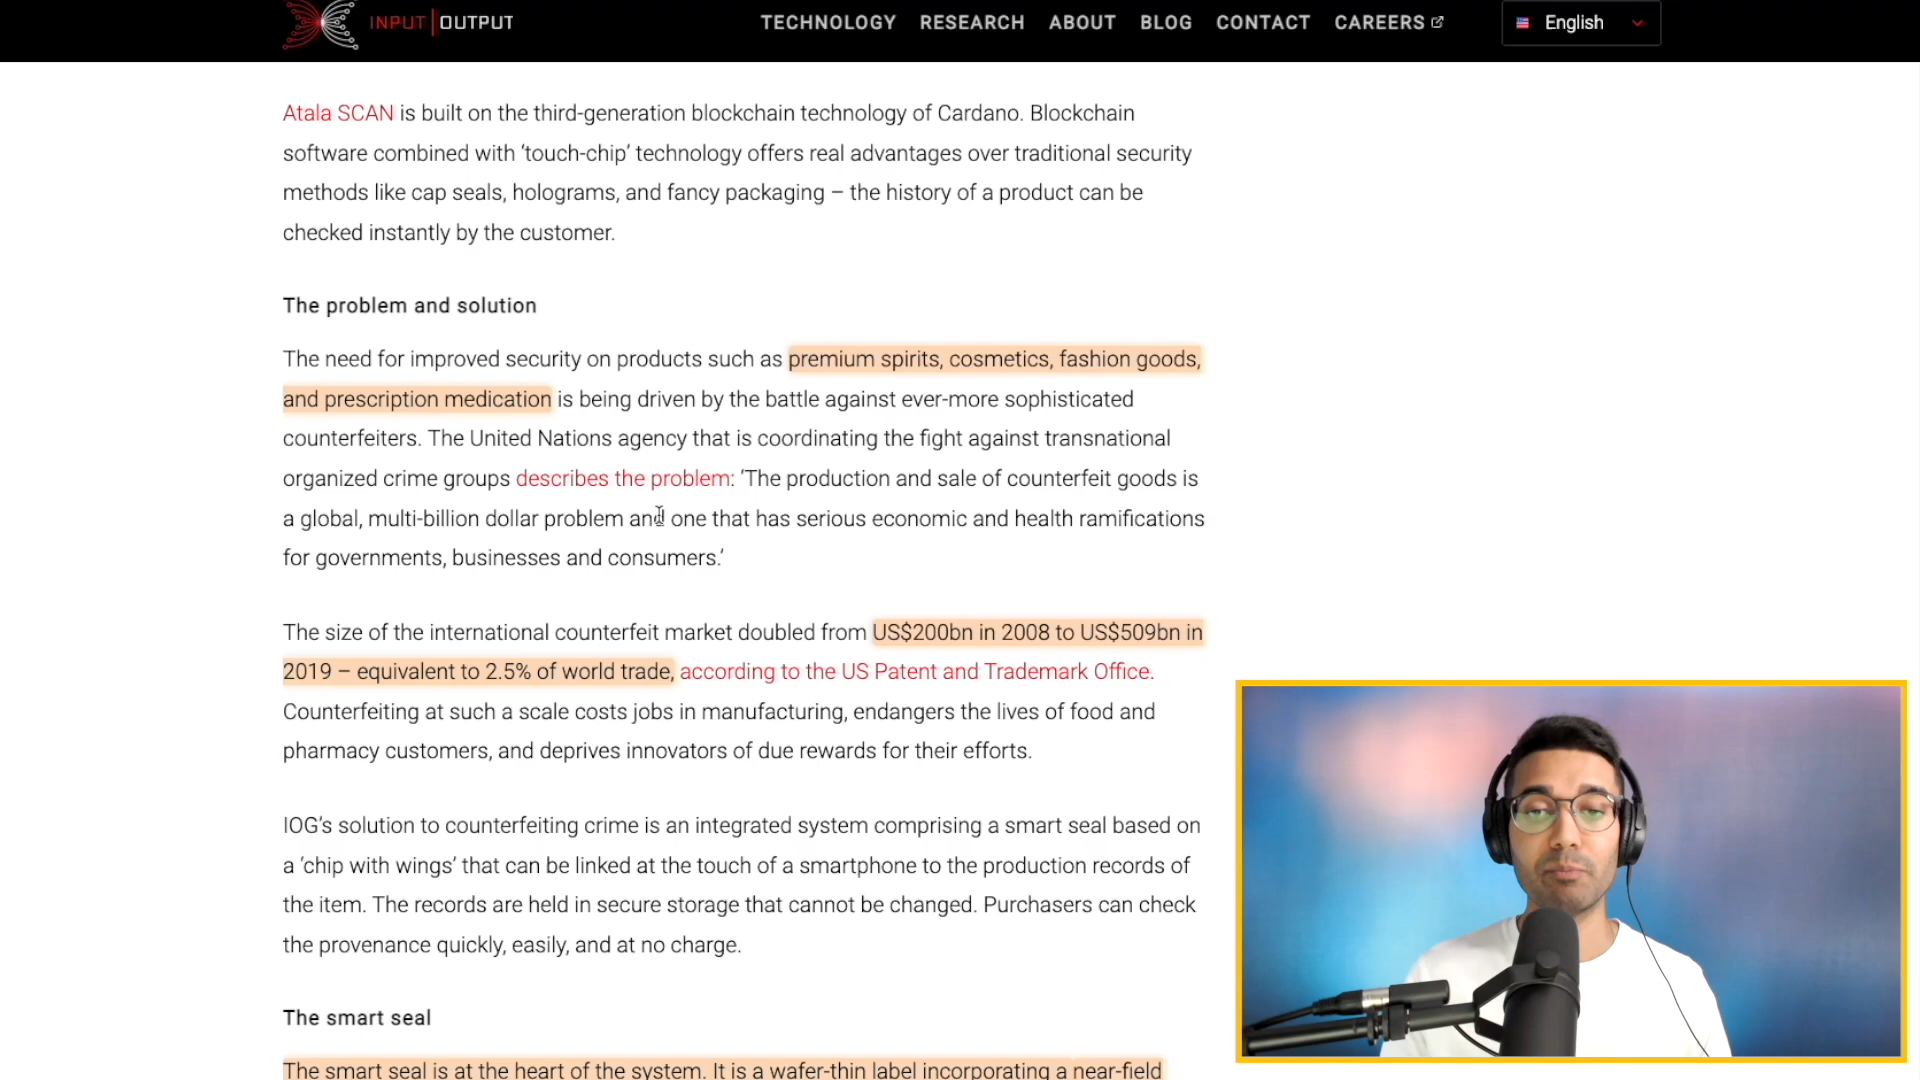 INPUT|OUTPUT
TECHNOLOGY RESEARCH ABOUT BLOG CONTACT CAREERS
English
Atala SCAN is built on the third-generation blockchain technology of Cardano. Blockchain
software combined with ‘touch-chip’ technology offers real advantages over traditional security
methods like cap seals, holograms, and fancy packaging – the history of a product can be
checked instantly by the customer.
The problem and solution
The need for improved security on products such as premium spirits, cosmetics, fashion goods,
and prescription medication is being driven by the battle against ever-more sophisticated
counterfeiters. The United Nations agency that is coordinating the fight against transnational
organized crime groups describes the problem: ‘The production and sale of counterfeit goods is
a global, multi-billion dollar problem and one that has serious economic and health ramifications
for governments, businesses and consumers.’
The size of the international counterfeit market doubled from US$200bn in 2008 to US$509bn in
2019 – equivalent to 2.5% of world trade, according to the US Patent and Trademark Office.
Counterfeiting at such a scale costs jobs in manufacturing, endangers the lives of food and
pharmacy customers, and deprives innovators of due rewards for their efforts.
IOG’s solution to counterfeiting crime is an integrated system comprising a smart seal based on
a ‘chip with wings’ that can be linked at the touch of a smartphone to the production records of
the item. The records are held in secure storage that cannot be changed. Purchasers can check
the provenance quickly, easily, and at no charge.
The smart seal
The smart seal is at the heart of the system. It is a wafer-thin label incorporating a near-field